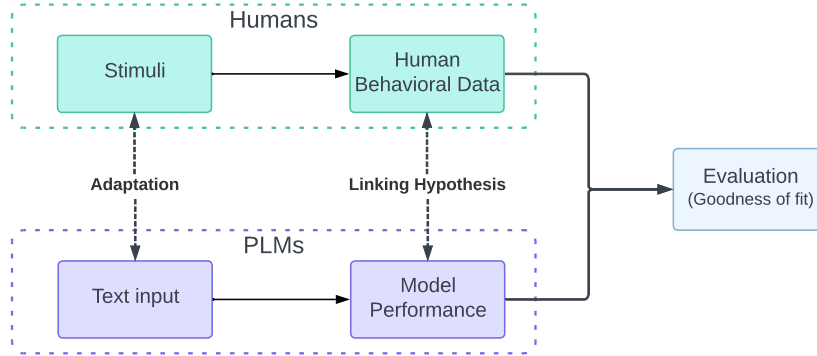 Humans
Stimuli
Human
Behavioral Data
Adaptation
Linking Hypothesis
Evaluation
(Goodness of fit)
PLMs
Text input
Model
Performance